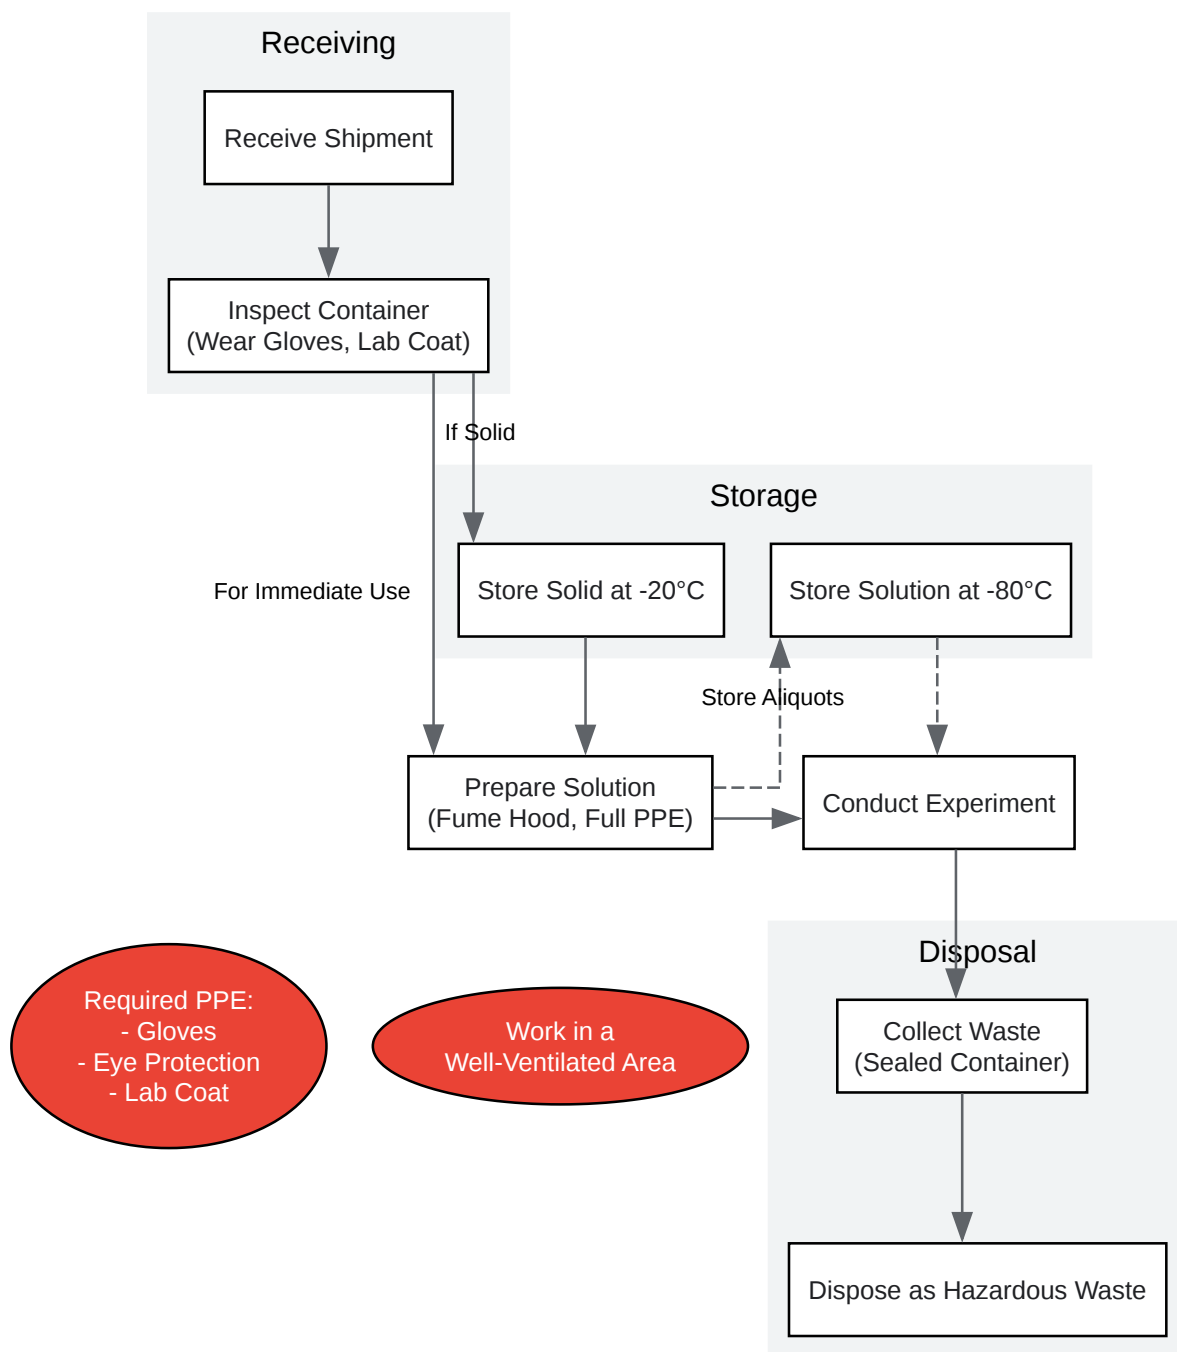 Receiving
Receive Shipment
Inspect Container
(Wear Gloves, Lab Coat)
If Solid
Storage
For Immediate Use
Store Solid at -20°C
Store Solution at -80°C
Store Aliquots
Prepare Solution
(Fume Hood, Full PPE)
Conduct Experiment
Disposal
Required PPE:
- Gloves
- Eye Protection
- Lab Coat
Work in a
Well-Ventilated Area
Collect Waste
(Sealed Container)
Dispose as Hazardous Waste